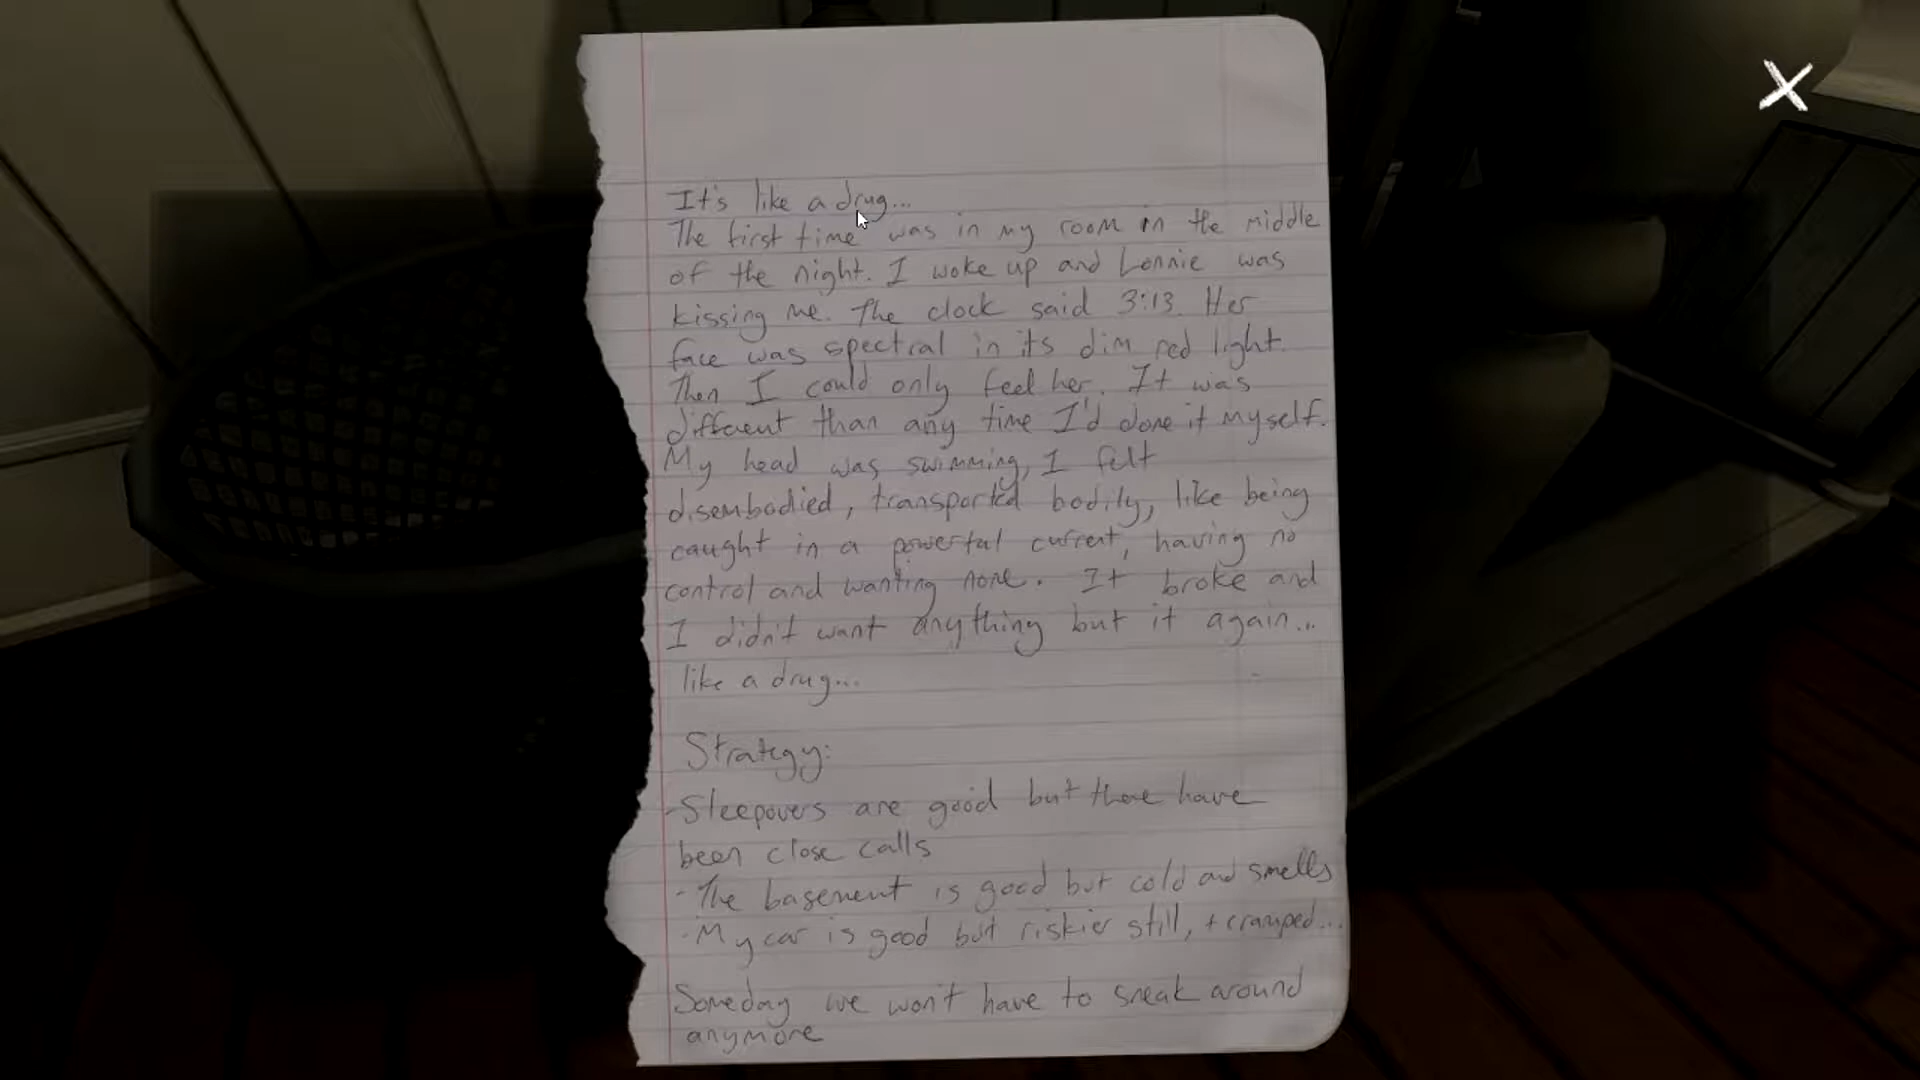 It's like a drug...
The first time was in my room in the middle
of the night. I woke up and Lonnie was
kissing me. The clock said 3:13. Her
face was spectral in its dim red light.
Then I could only feel her. It was
different than any time I'd done it myself.
My head was swimming, I felt
disembodied, transported bodily, like being
caught in a powerful current, having no
control and wanting none. It broke and
I didn't want anything but it again...
like a drug...
Strategy:
-Sleepovers are good but there have
been close calls
-The basement is good but cold and smells
-My car is good but riskier still, + cramped...
Someday we won't have to sneak around
anymore